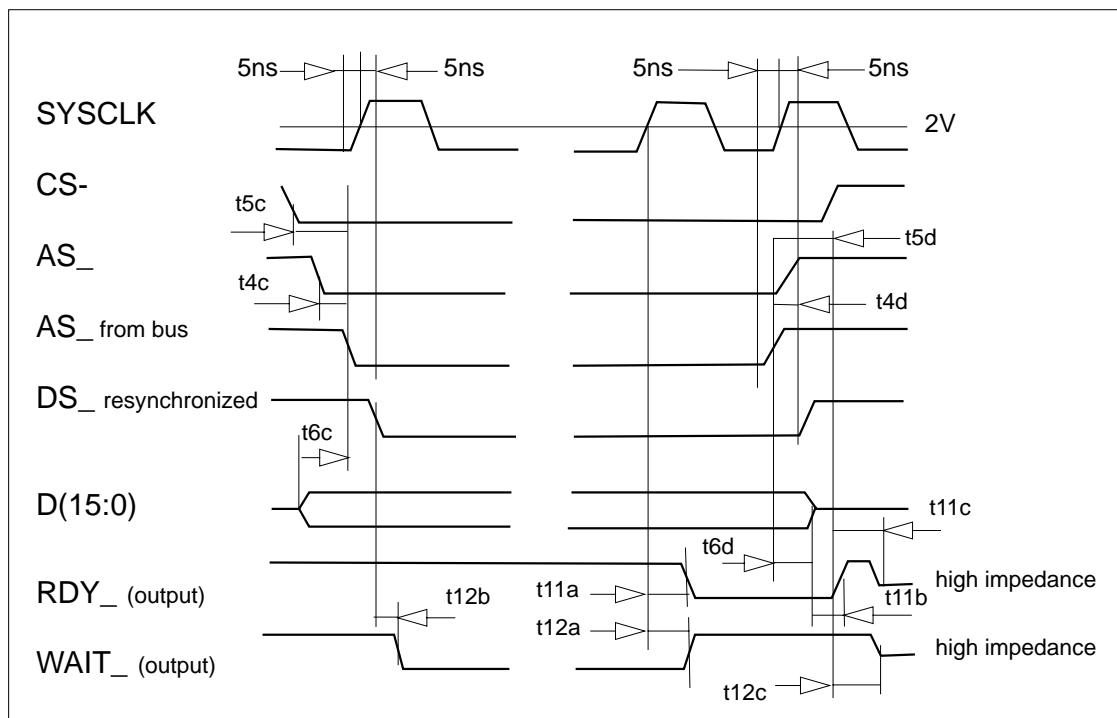 5ns 5ns 5ns 5ns
SYSCLK 2V
CS-
t5c t5d
AS_
t4c t4d
AS_ from bus
DS_ resynchronized
t6c
D(15:0)
t11c
t6d
RDY_ (output) t11a t11b high impedance
t12b
t12a
WAIT_ (output) high impedance
t12c